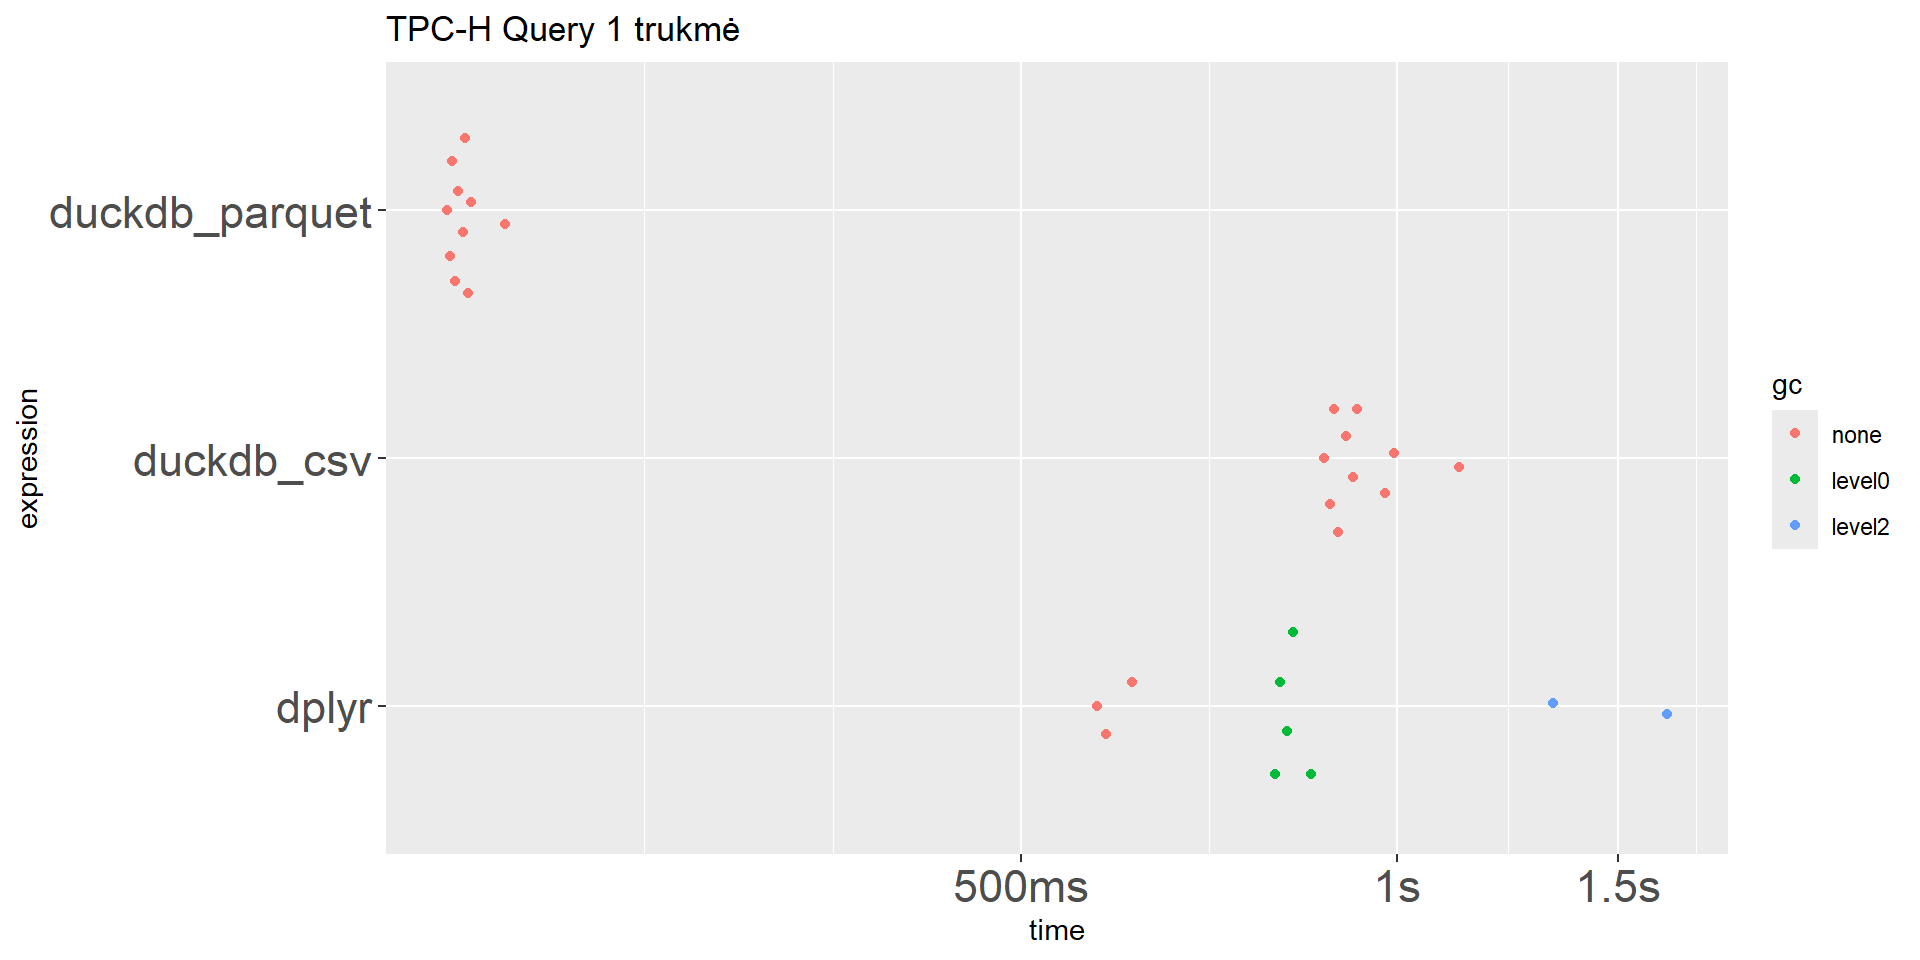 TPC-H Query 1 trukmė
duckdb_parquet
duckdb_csv
dplyr
expression
500ms
1s
1.5s
time
gc
none
level0
level2